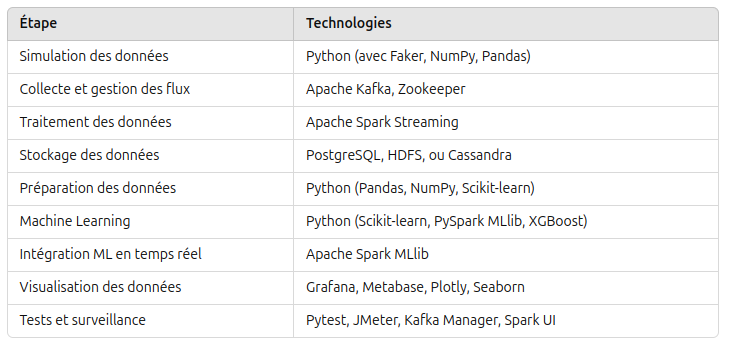 Étape Technologies
Simulation des données Python (avec Faker, NumPy, Pandas)
Collecte et gestion des flux Apache Kafka, Zookeeper
Traitement des données Apache Spark Streaming
Stockage des données PostgreSQL, HDFS, ou Cassandra
Préparation des données Python (Pandas, NumPy, Scikit-learn)
Machine Learning Python (Scikit-learn, PySpark MLlib, XGBoost)
Intégration ML en temps réel Apache Spark MLlib
Visualisation des données Grafana, Metabase, Plotly, Seaborn
Tests et surveillance Pytest, JMeter, Kafka Manager, Spark UI